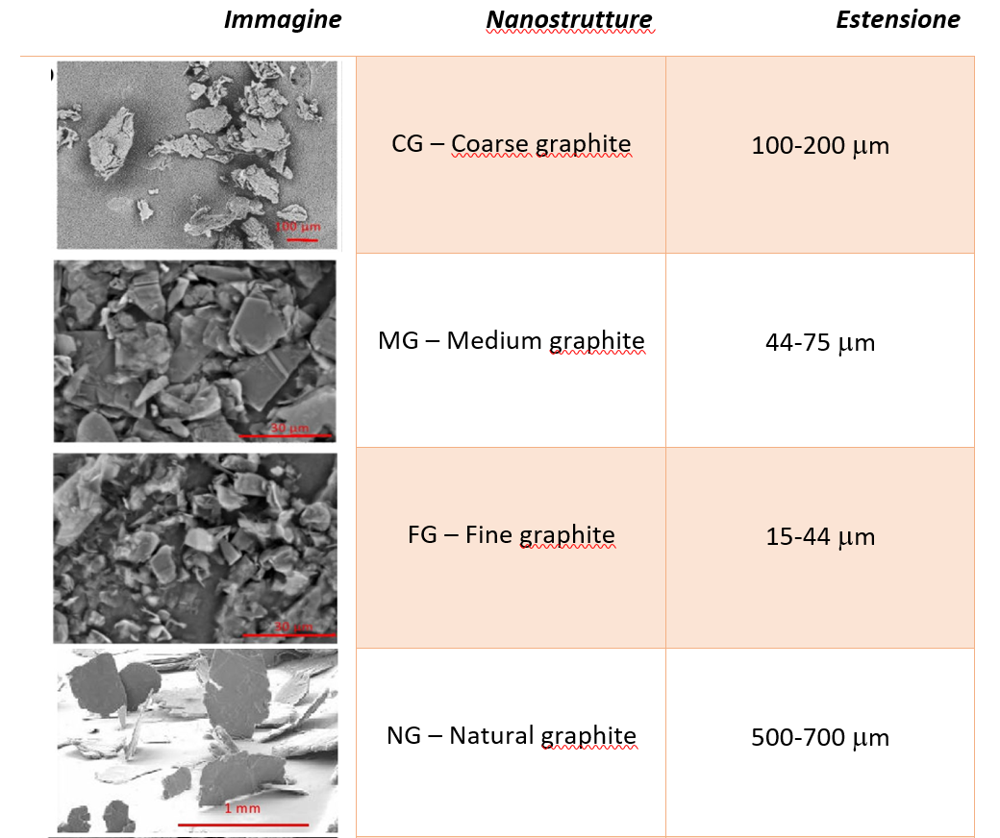 Immagine Nanostrutture Estensione
100 µm
CG – Coarse graphite 100-200 µm
30 µm
MG – Medium graphite 44-75 µm
30 µm
FG – Fine graphite 15-44 µm
1 mm
NG – Natural graphite 500-700 µm